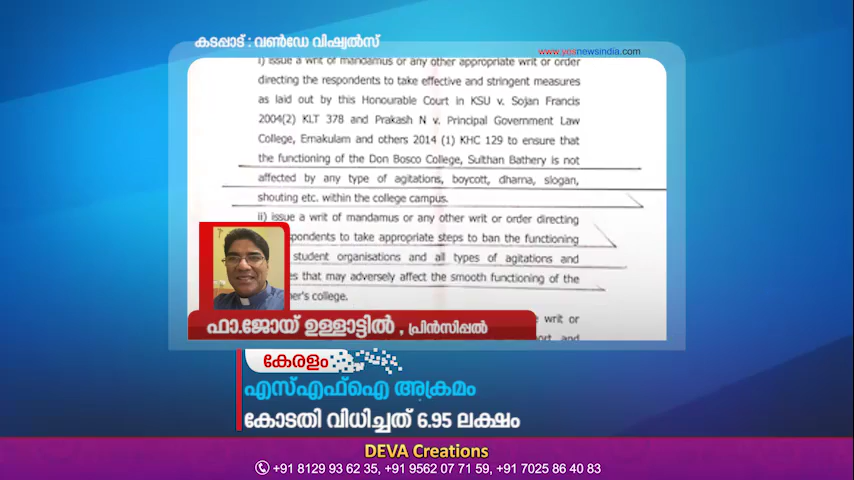 കടപ്പാട് : വൺഡേ വിഷ്വൽസ്
www.yesnewsindia.com
i) issue a writ of mandamus or any other appropriate writ or order
directing the respondents to take effective and stringent measures
as laid out by this Honourable Court in KSU v. Sojan Francis
2004(2) KLT 378 and Prakash N v. Principal Government Law
College, Ernakulam and others 2014 (1) KHC 129 to ensure that
the functioning of the Don Bosco College, Sulthan Bathery is not
affected by any type of agitations, boycott, dharna, slogan,
shouting etc. within the college campus.
ii) issue a writ of mandamus or any other writ or order directing
spondents to take appropriate steps to ban the functioning
student organisations and all types of agitations and
es that may adversely affect the smooth functioning of the
ner's college.
writ or
ഫാ.ജോയ് ഉള്ളാട്ടിൽ , പ്രിൻസിപ്പൽ
കേരളം
എസ്എഫ്ഐ അക്രമം
കോടതി വിധിച്ചത് 6.95 ലക്ഷം
DEVA Creations
+91 8129 93 62 35, +91 9562 07 71 59, +91 7025 86 40 83